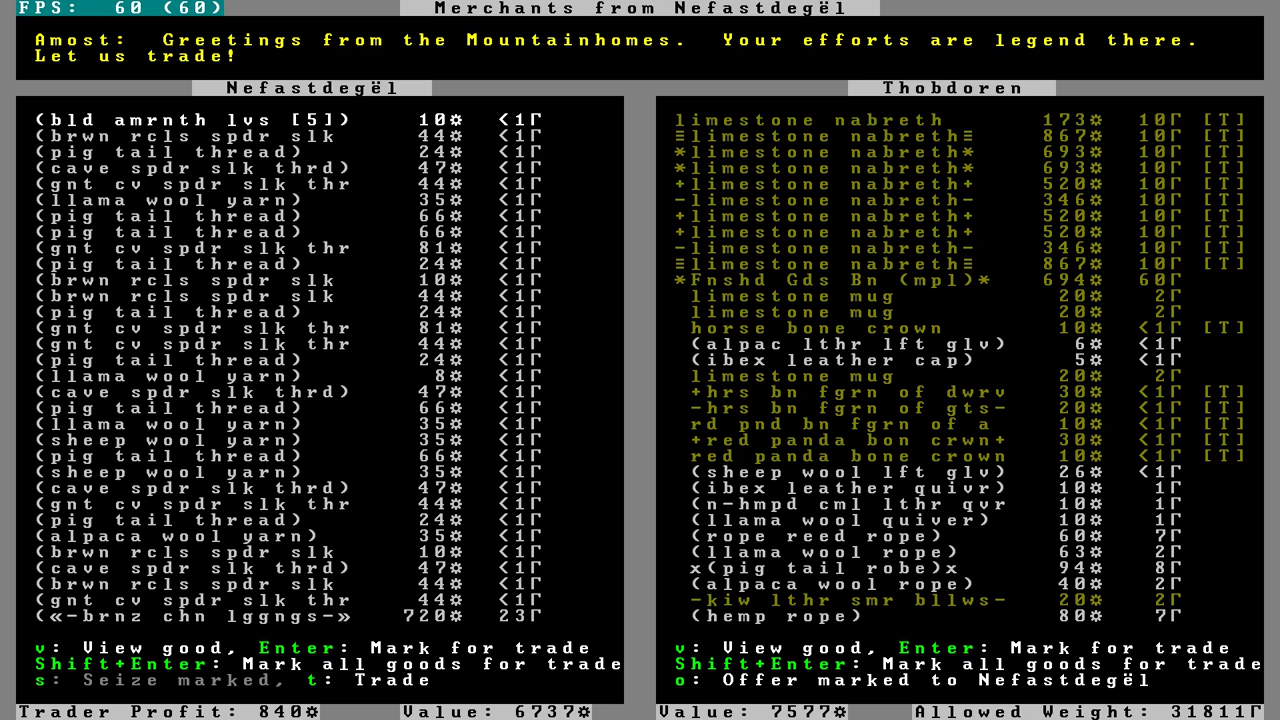 FPS: 60 (60)
Merchants from Nefastdegël
Amost: Greetings from the Mountainhomes. Your efforts are legend there.
Let us trade!
Nefastdegël
(bld amrnth lvs [5]) 10☼ <1Γ
(brwn rcls spdr slk 44☼ <1Γ
(pig tail thread) 24☼ <1Γ
(cave spdr slk thrd) 47☼ <1Γ
(gnt cv spdr slk thr 44☼ <1Γ
(llama wool yarn) 35☼ <1Γ
(pig tail thread) 66☼ <1Γ
(pig tail thread) 66☼ <1Γ
(gnt cv spdr slk thr 81☼ <1Γ
(pig tail thread) 24☼ <1Γ
(brwn rcls spdr slk 10☼ <1Γ
(brwn rcls spdr slk 44☼ <1Γ
(pig tail thread) 24☼ <1Γ
(gnt cv spdr slk thr 81☼ <1Γ
(gnt cv spdr slk thr 44☼ <1Γ
(pig tail thread) 24☼ <1Γ
(llama wool yarn) 8☼ <1Γ
(cave spdr slk thrd) 47☼ <1Γ
(pig tail thread) 66☼ <1Γ
(llama wool yarn) 35☼ <1Γ
(sheep wool yarn) 35☼ <1Γ
(pig tail thread) 66☼ <1Γ
(sheep wool yarn) 35☼ <1Γ
(cave spdr slk thrd) 47☼ <1Γ
(gnt cv spdr slk thr 44☼ <1Γ
(pig tail thread) 24☼ <1Γ
(alpaca wool yarn) 35☼ <1Γ
(brwn rcls spdr slk 10☼ <1Γ
(cave spdr slk thrd) 47☼ <1Γ
(brwn rcls spdr slk 44☼ <1Γ
(gnt cv spdr slk thr 44☼ <1Γ
(«-brnz chn lggngs-» 720☼ 23Γ
v: View good, Enter: Mark for trade
Shift+Enter: Mark all goods for trade
s: Seize marked, t: Trade
Trader Profit: 840☼ Value: 6737☼
Thobdoren
limestone nabreth 173☼ 10Γ [T]
≡limestone nabreth≡ 867☼ 10Γ [T]
*limestone nabreth* 693☼ 10Γ [T]
*limestone nabreth* 693☼ 10Γ [T]
+limestone nabreth+ 520☼ 10Γ [T]
-limestone nabreth- 346☼ 10Γ [T]
+limestone nabreth+ 520☼ 10Γ [T]
+limestone nabreth+ 520☼ 10Γ [T]
-limestone nabreth- 346☼ 10Γ [T]
≡limestone nabreth≡ 867☼ 10Γ [T]
*Fnshd Gds Bn (mpl)* 694☼ 60Γ
limestone mug 20☼ 2Γ
limestone mug 20☼ 2Γ
horse bone crown 10☼ <1Γ [T]
(alpac lthr lft glv) 6☼ <1Γ
(ibex leather cap) 5☼ <1Γ
limestone mug 20☼ 2Γ
+hrs bn fgrn of dwrv 30☼ <1Γ [T]
-hrs bn fgrn of gts- 20☼ <1Γ [T]
rd pnd bn fgrn of a 10☼ <1Γ [T]
+red panda bon crwn+ 30☼ <1Γ [T]
red panda bone crown 10☼ <1Γ [T]
(sheep wool lft glv) 26☼ <1Γ
(ibex leather quivr) 10☼ 1Γ
(n-hmpd cml lthr qvr 10☼ 1Γ
(llama wool quiver) 10☼ 1Γ
(rope reed rope) 60☼ 7Γ
(llama wool rope) 63☼ 2Γ
x(pig tail robe)x 94☼ 8Γ
(alpaca wool rope) 40☼ 2Γ
-kiw lthr smr bllws- 20☼ 2Γ
(hemp rope) 80☼ 7Γ
v: View good, Enter: Mark for trade
Shift+Enter: Mark all goods for trade
o: Offer marked to Nefastdegël
Value: 7577☼ Allowed Weight: 31811Γ